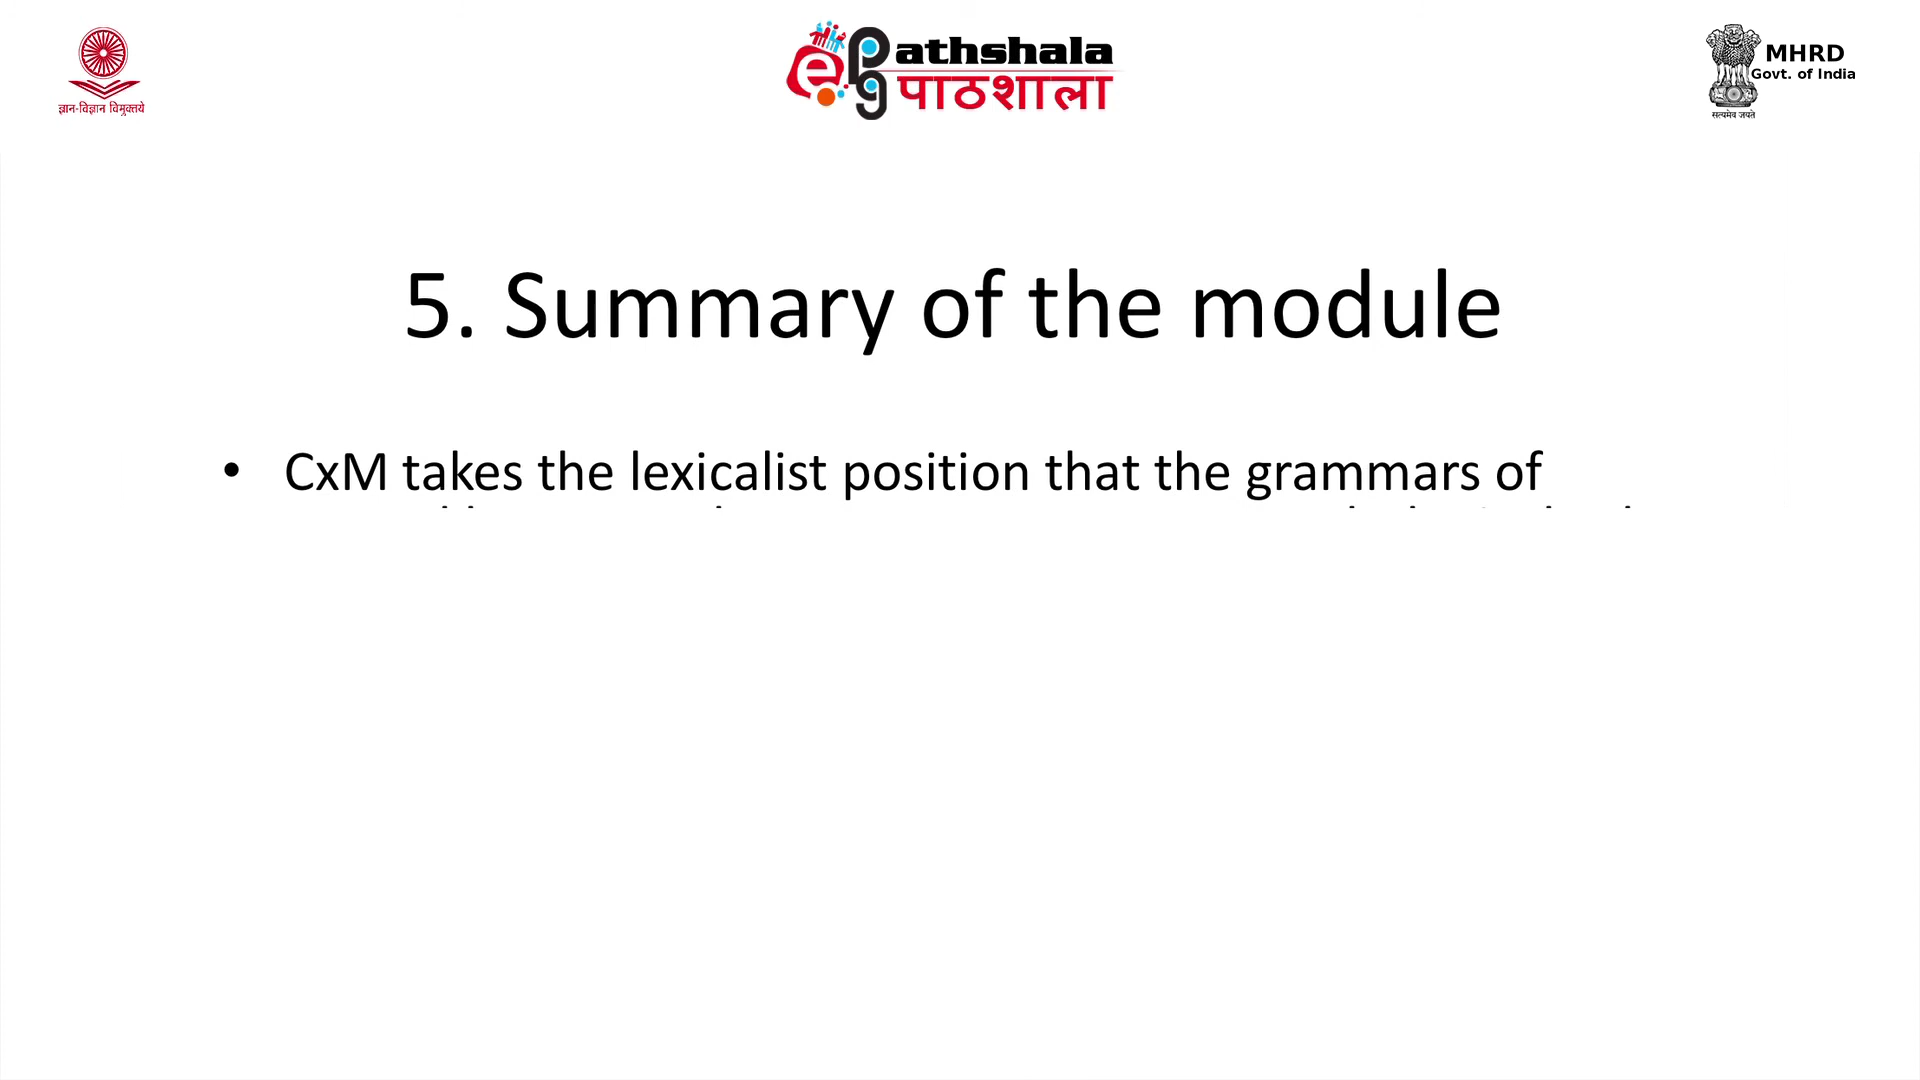 ज्ञान-विज्ञान विमुक्तये
e pg athshala
पाठशाला
MHRD
Govt. of India
सत्यमेव जयते
5. Summary of the module
• CxM takes the lexicalist position that the grammars of